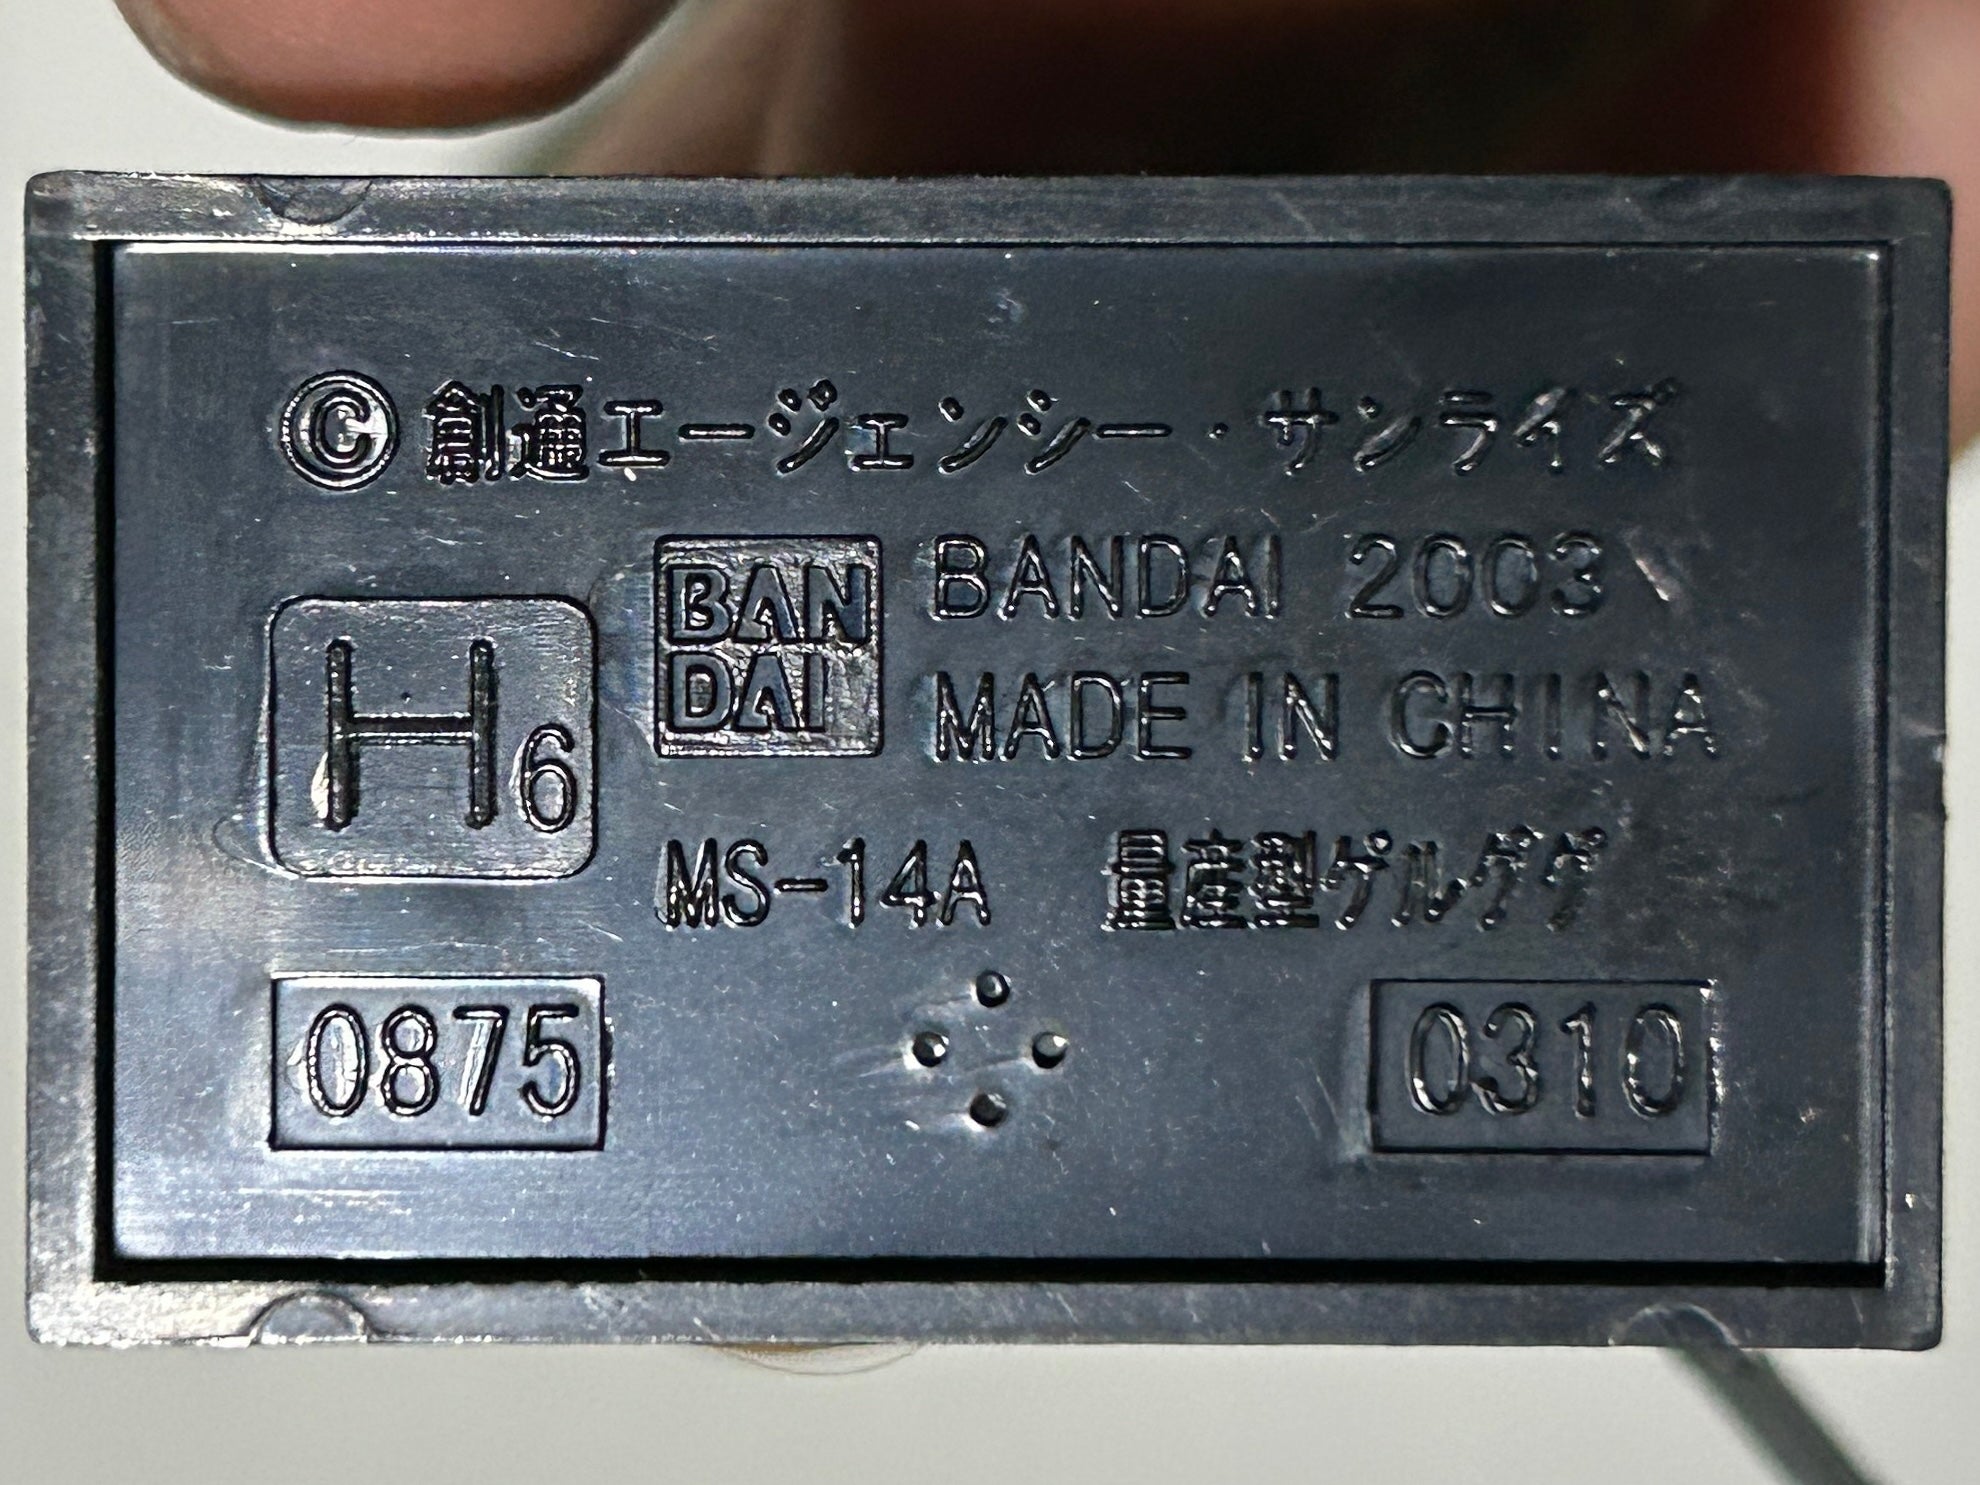 ©創通エージェンシー・サンライズ
H6
BAN
DAI
BANDAI 2003
MADE IN CHINA
MS-14A 量産型ゲルググ
0875
0310